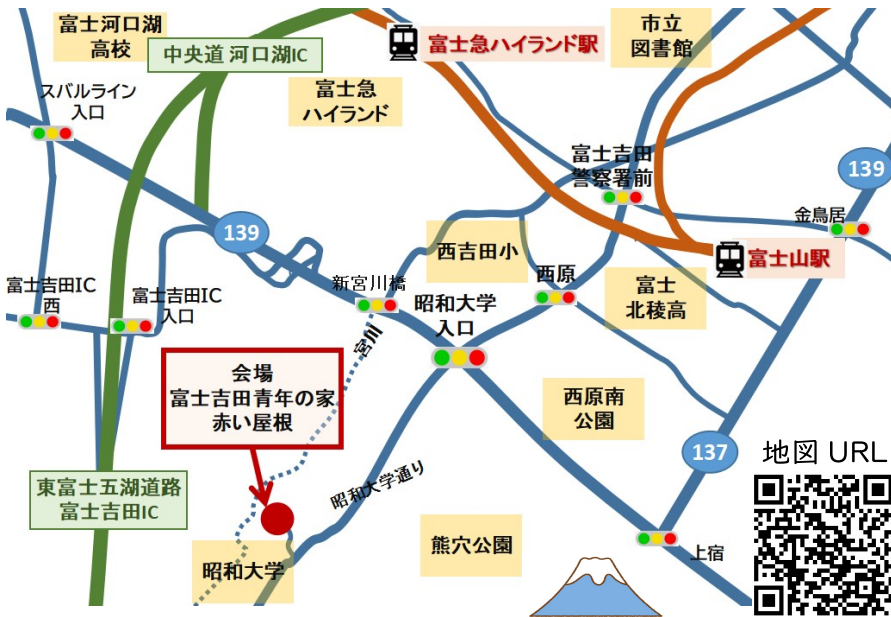 富士河口湖
高校
中央道 河口湖IC
富士急ハイランド駅
市立
図書館
スバルライン
入口
富士急
ハイランド
富士吉田
警察署前
139
金鳥居
139
西吉田小
富士山駅
富士吉田IC
西
富士吉田IC
入口
新宮川橋
昭和大学
入口
西原
富士
北稜高
宮川
会場
富士吉田青年の家
赤い屋根
西原南
公園
137
地図 URL
昭和大学通り
東富士五湖道路
富士吉田IC
熊穴公園
上宿
昭和大学